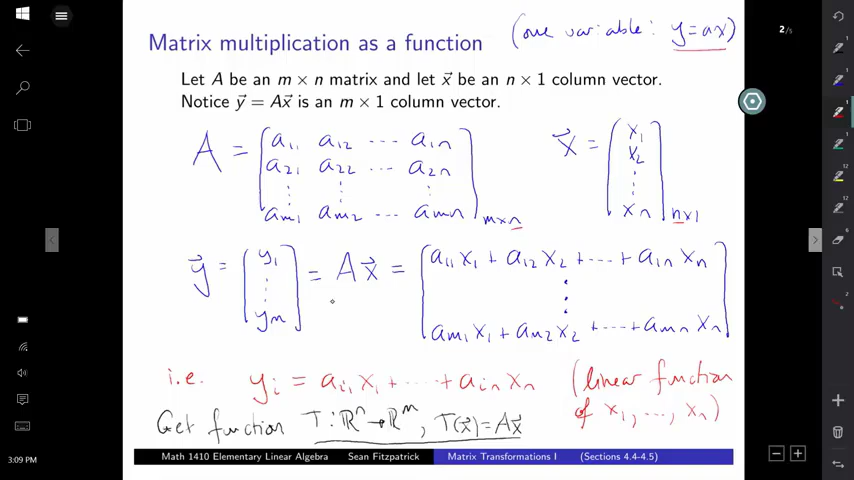 (one variable: y=ax)
2/5
Matrix multiplication as a function
Let A be an m × n matrix and let x⃗ be an n × 1 column vector.
Notice y⃗ = Ax⃗ is an m × 1 column vector.
A = [a₁₁ a₁₂ ⋯ a₁ₙ
a₂₁ a₂₂ ⋯ a₂ₙ
⋮ ⋮ ⋮
aₘ₁ aₘ₂ ⋯ aₘₙ]m×n
x⃗ = [x₁
x₂
⋮
xₙ]n×1
y⃗ = [y₁ ⋮ yₘ] = Ax⃗ = [a₁₁x₁ + a₁₂x₂ + ⋯ + a₁ₙxₙ
⋮
aₘ₁x₁ + aₘ₂x₂ + ⋯ + aₘₙxₙ]
i.e. yᵢ = aᵢ₁x₁ + ⋯ + aᵢₙxₙ (linear function
of x₁, …, xₙ)
Get function T: ℝⁿ → ℝᵐ, T(x⃗) = Ax⃗
Math 1410 Elementary Linear Algebra Sean Fitzpatrick Matrix Transformations I (Sections 4.4-4.5)
3:09 PM